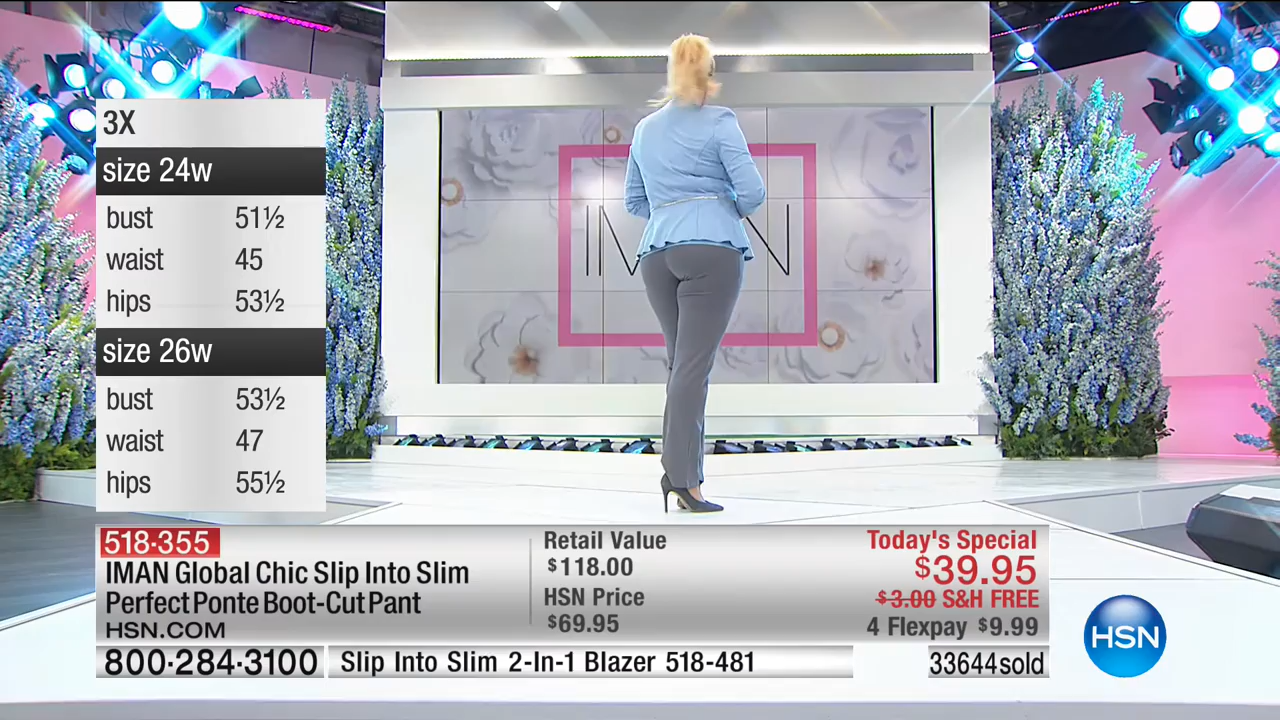 3X
size 24w
bust 51½
waist 45
hips 53½
size 26w
bust 53½
waist 47
hips 55½
IMAN
518-355
IMAN Global Chic Slip Into Slim
Perfect Ponte Boot-Cut Pant
HSN.COM
Retail Value
$118.00
HSN Price
$69.95
Today's Special
$39.95
$3.00 S&H FREE
4 Flexpay $9.99
HSN
800·284·3100
Slip Into Slim 2-In-1 Blazer 518-481
33644sold